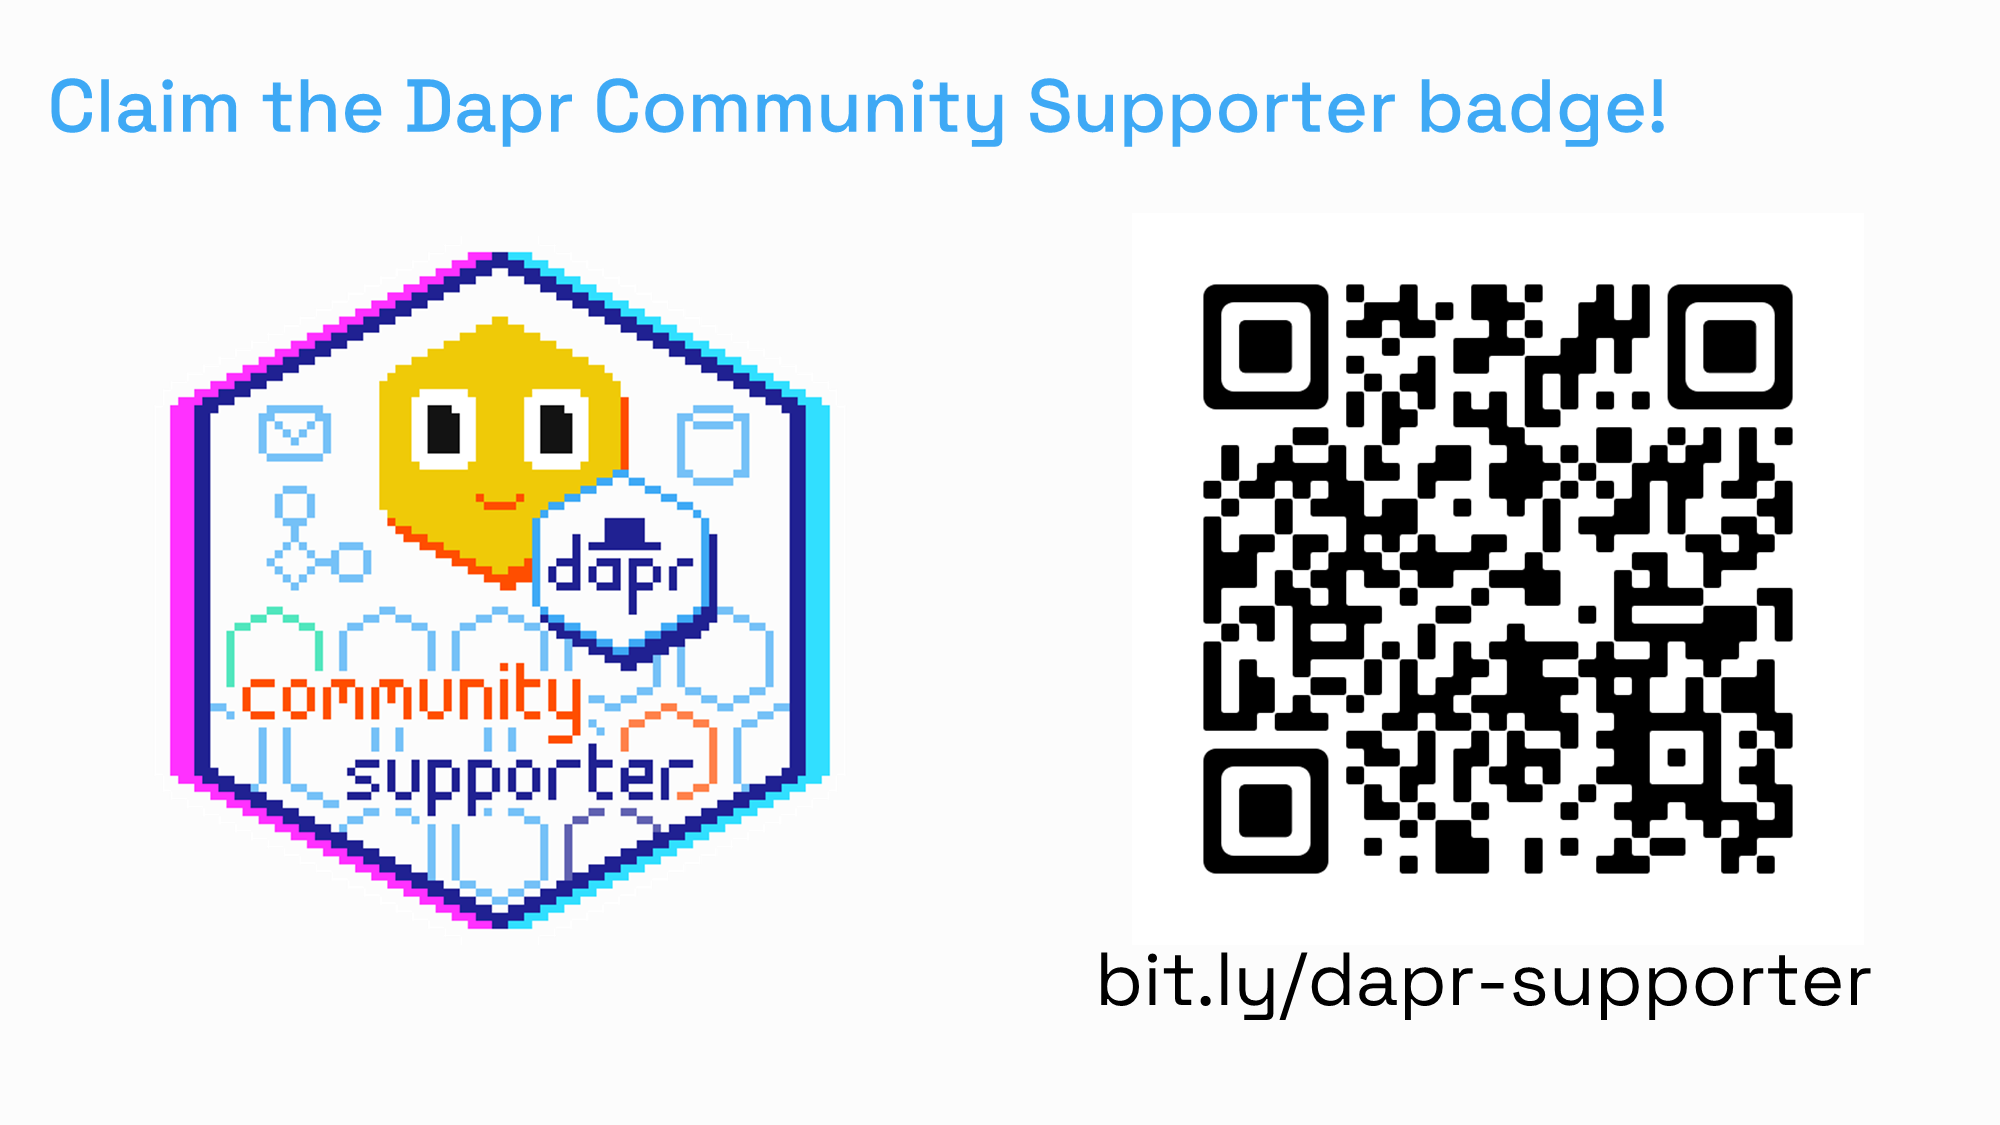 Claim the Dapr Community Supporter badge!
dapr
community
supporter
bit.ly/dapr-supporter